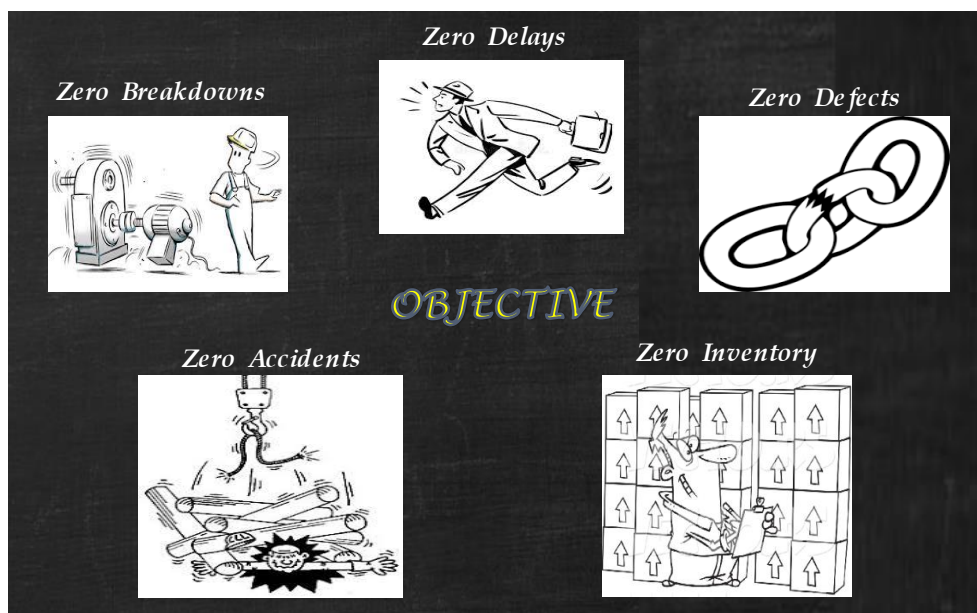 Zero Delays
Zero Breakdowns
Zero Defects
OBJECTIVE
Zero Accidents
Zero Inventory